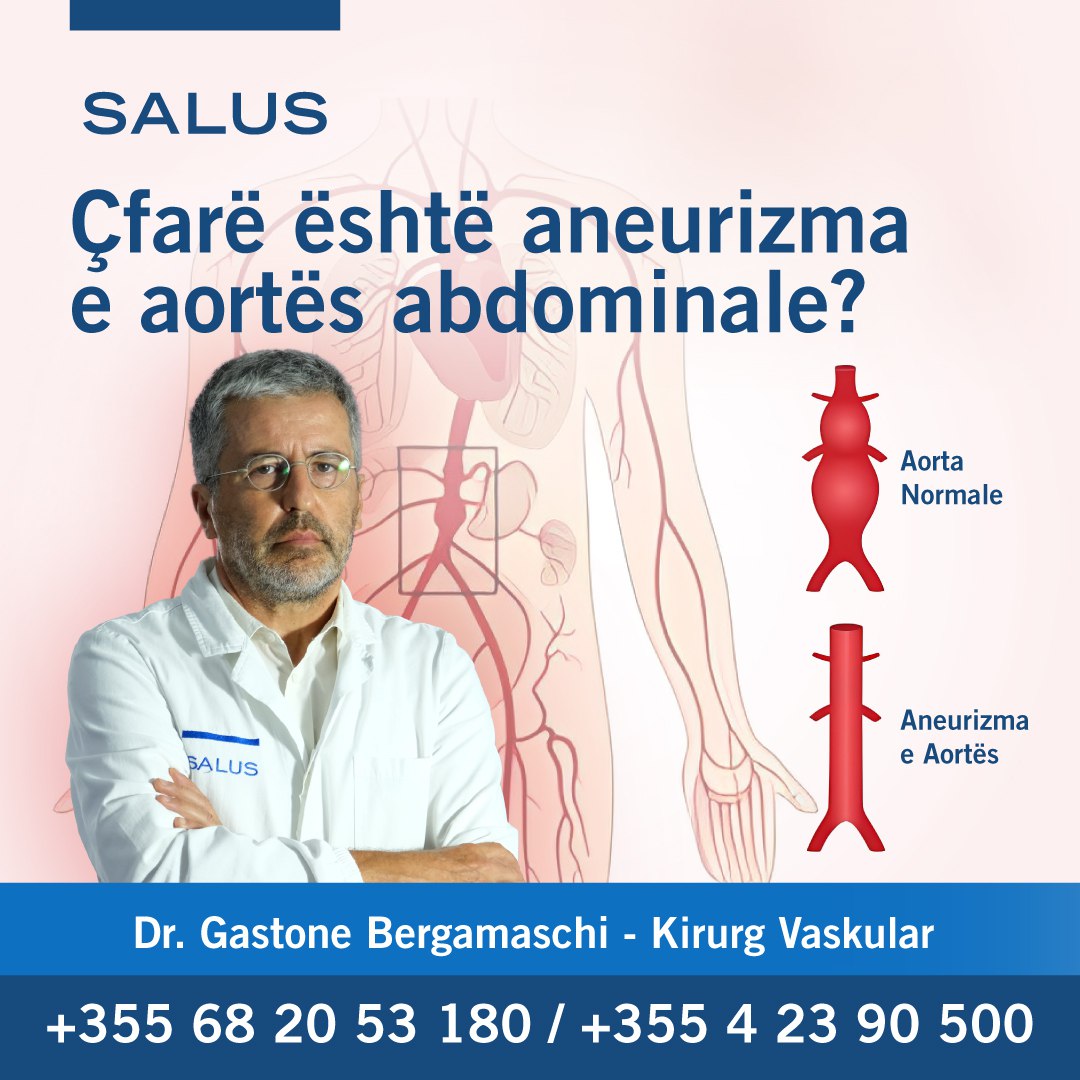 SALUS
Çfarë është aneurizma
e aortës abdominale?
Aorta
Normale
Aneurizma
e Aortës
SALUS
Dr. Gastone Bergamaschi - Kirurg Vaskular
+355 68 20 53 180 / +355 4 23 90 500